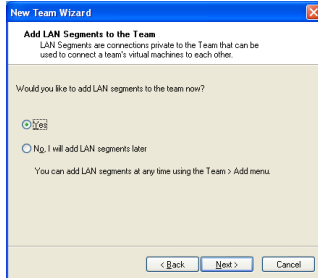 New Team Wizard
Add LAN Segments to the Team
LAN Segments are connections private to the Team that can be
used to connect a team's virtual machines to each other.
Would you like to add LAN segments to the team now?
Yes
No, I will add LAN segments later
You can add LAN segments at any time using the Team > Add menu.
< Back
Next >
Cancel